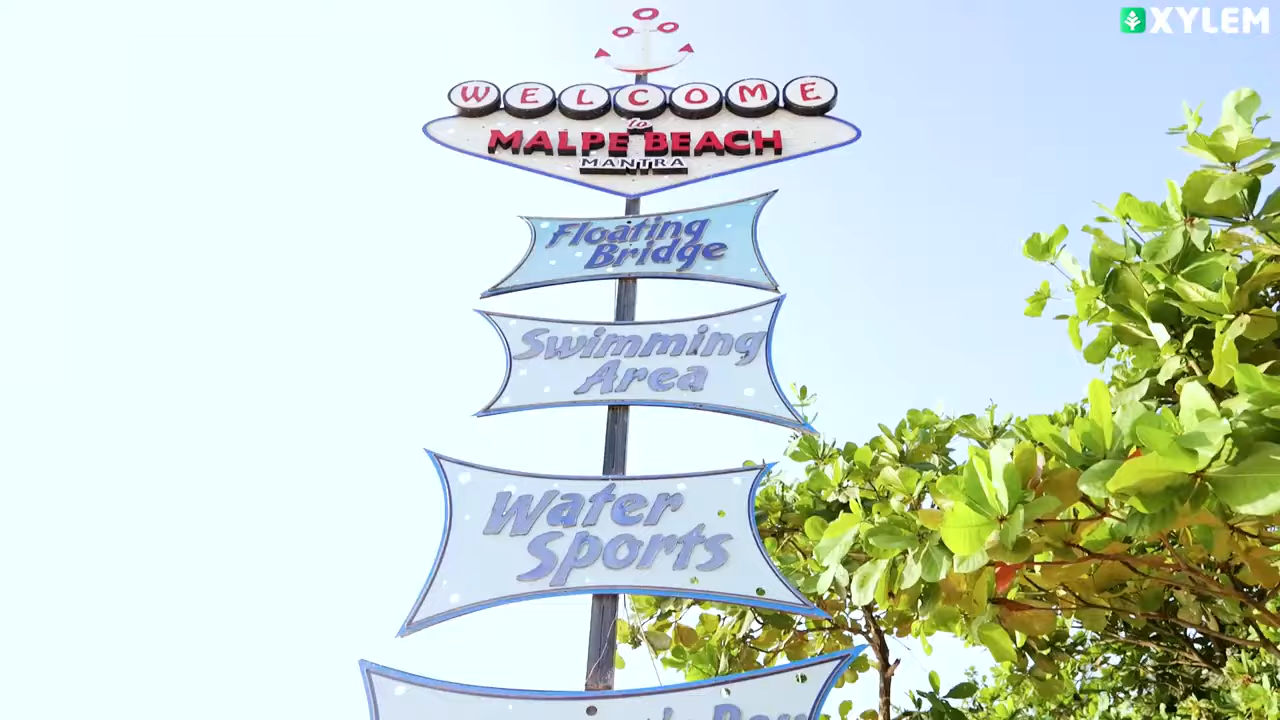 XYLEM
WELCOME
to
MALPE BEACH
MANTRA
Floating
Bridge
Swimming
Area
Water
Sports